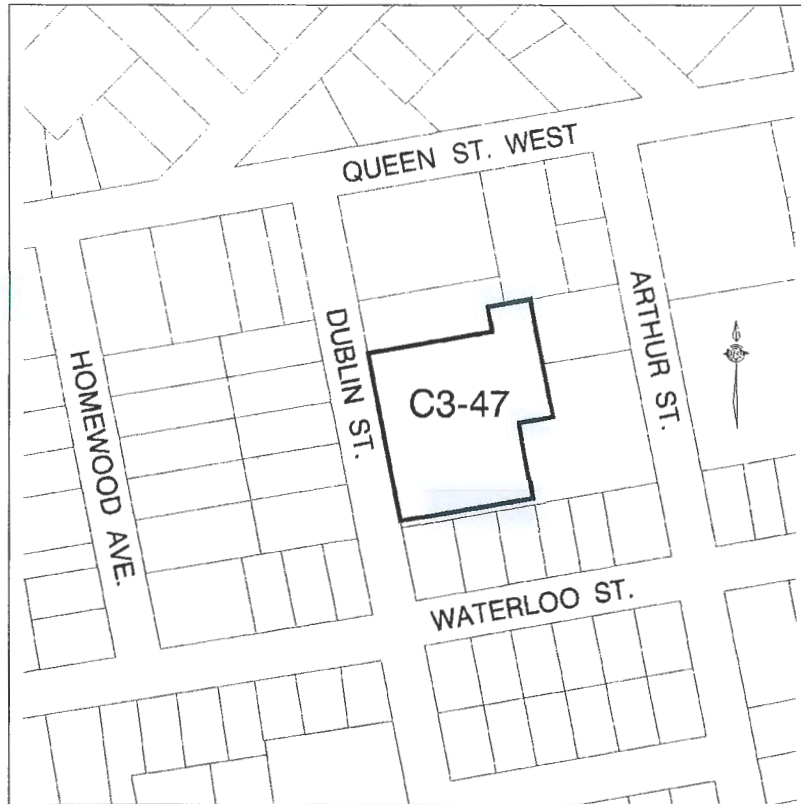 QUEEN ST. WEST
DUBLIN ST.
ARTHUR ST.
HOMEWOOD AVE.
C3-47
WATERLOO ST.